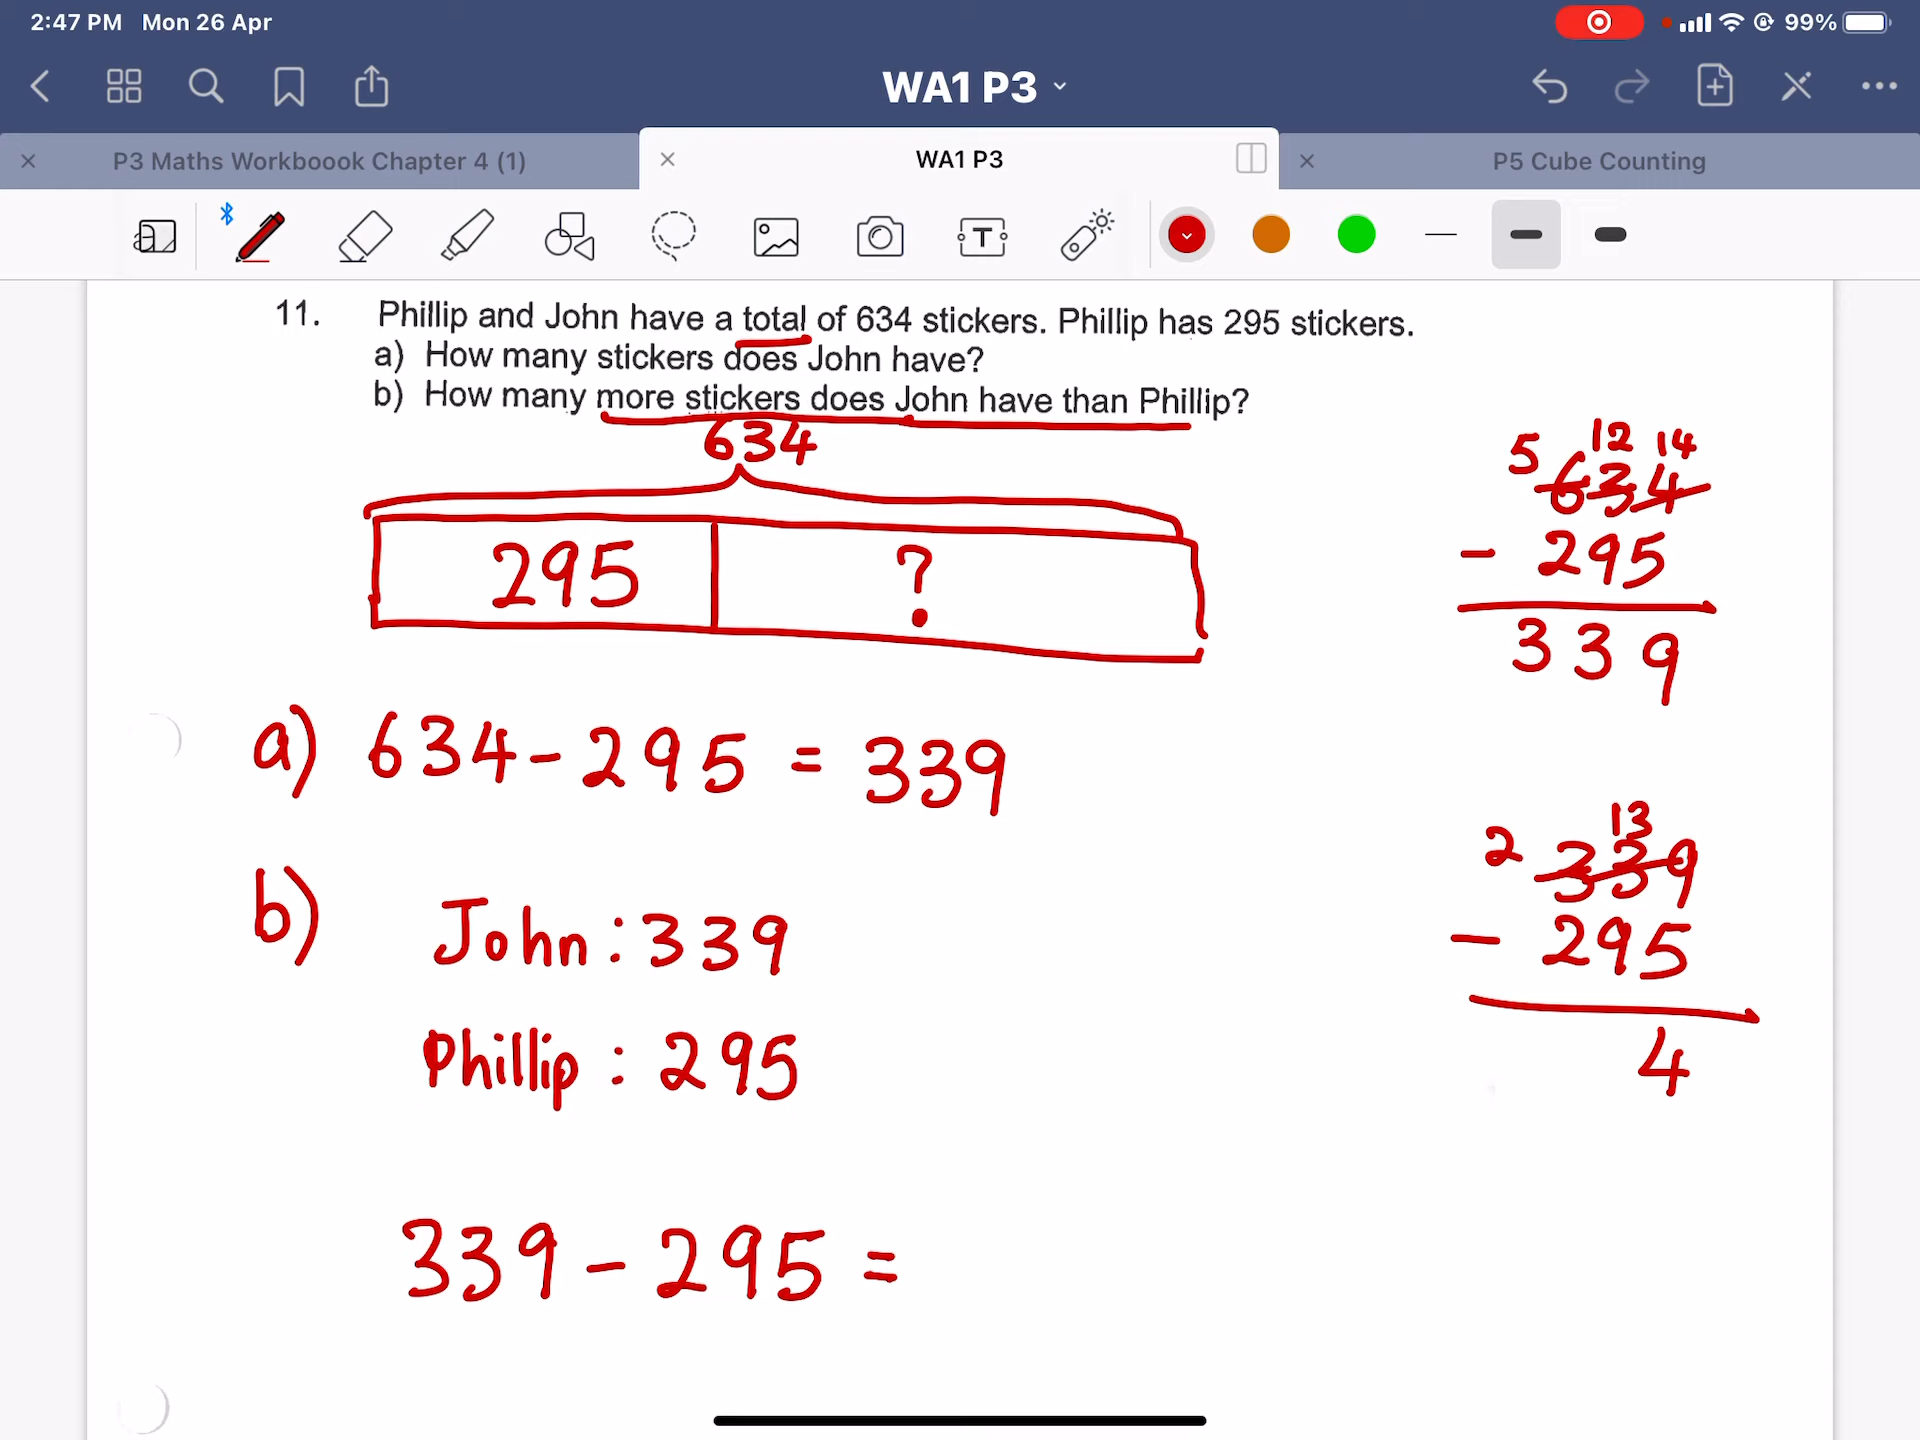 2:47 PM Mon 26 Apr 99%
WA1 P3
P3 Maths Workboook Chapter 4 (1)
WA1 P3
P5 Cube Counting
11. Phillip and John have a total of 634 stickers. Phillip has 295 stickers.
a) How many stickers does John have?
b) How many more stickers does John have than Phillip?
634
295 ?
5 12 14
634
- 295
339
a) 634 - 295 = 339
b) John : 339
Phillip : 295
2 13
339
- 295
4
339 - 295 =